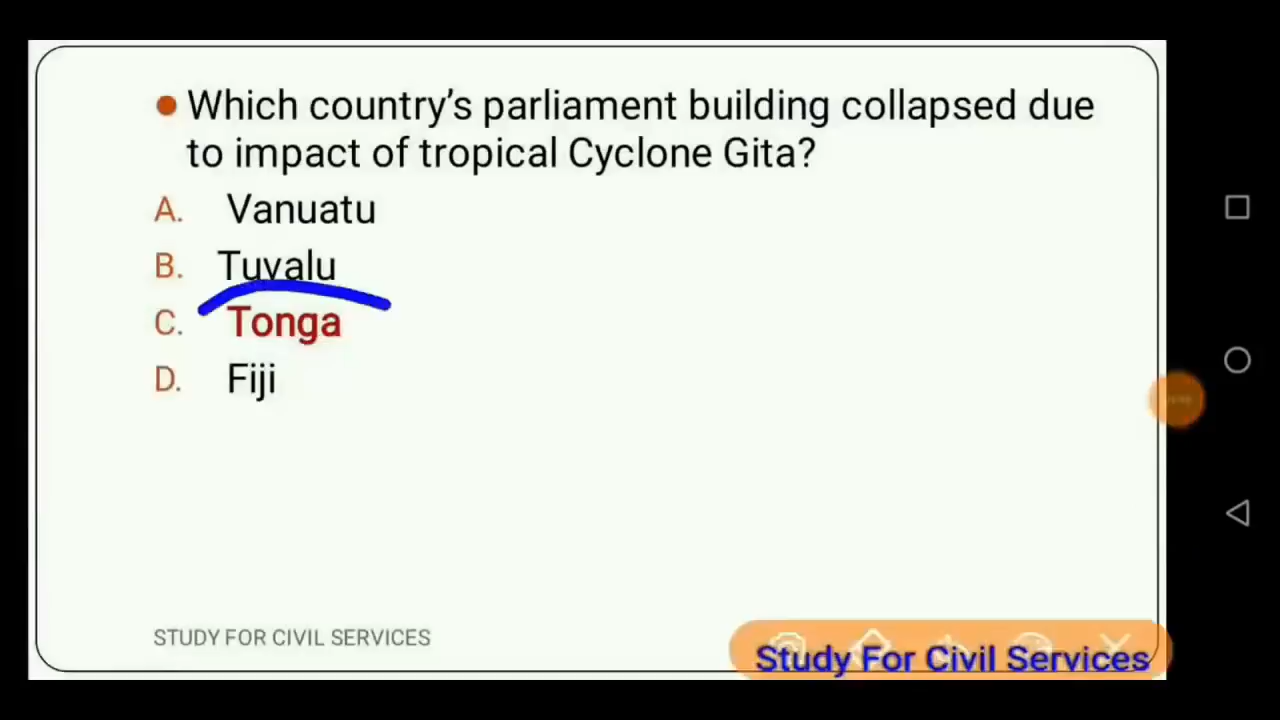 Which country's parliament building collapsed due
to impact of tropical Cyclone Gita?
A. Vanuatu
B. Tuvalu
C. Tonga
D. Fiji
STUDY FOR CIVIL SERVICES
Study For Civil Services